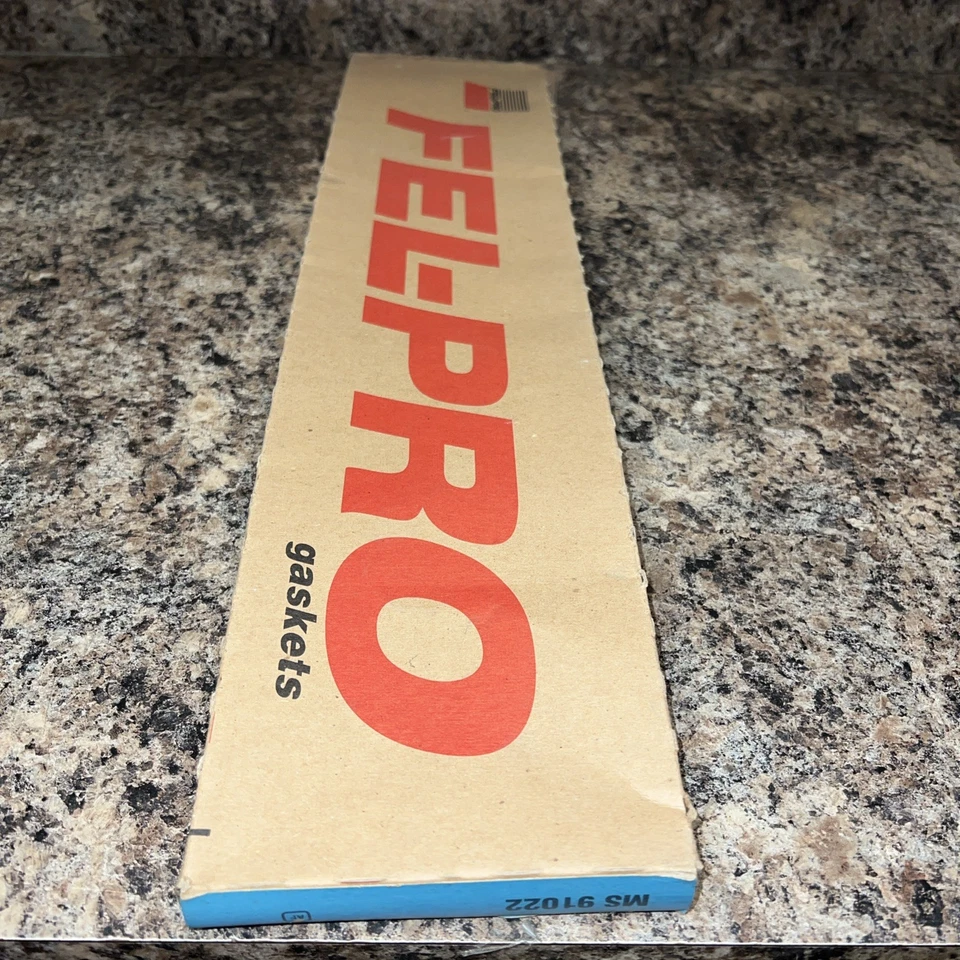 FEL-PRO
gaskets
MS 91022